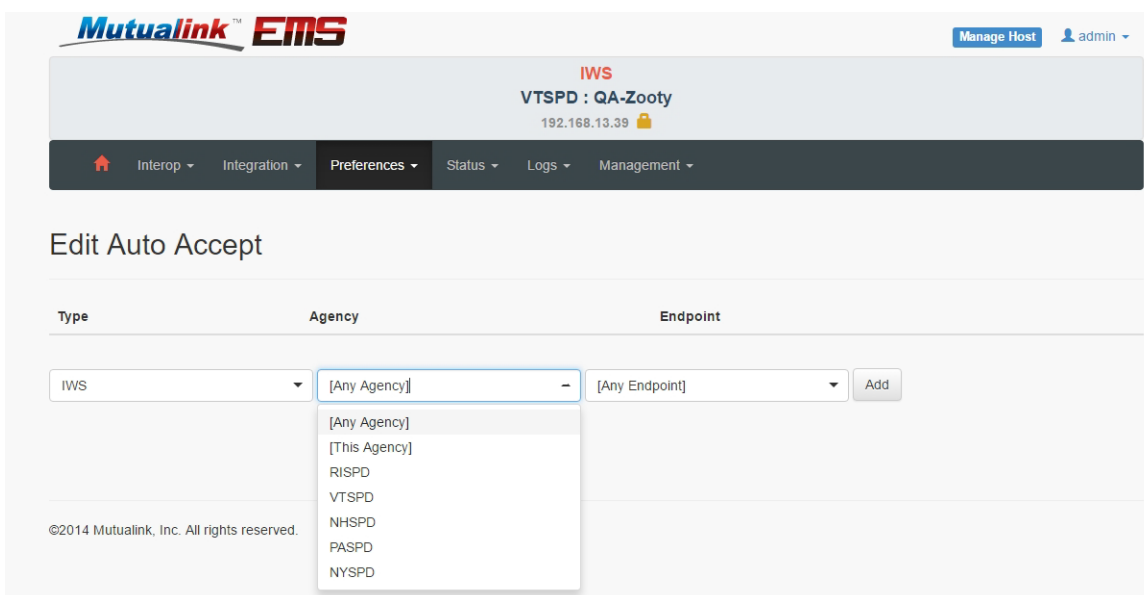 Mutualink™ EMS
Manage Host admin
IWS
VTSPD : QA-Zooty
192.168.13.39
Interop Integration Preferences Status Logs Management
Edit Auto Accept
Type Agency Endpoint
IWS [Any Agency] [Any Endpoint] Add
[Any Agency]
[This Agency]
RISPD
VTSPD
NHSPD
PASPD
NYSPD
©2014 Mutualink, Inc. All rights reserved.